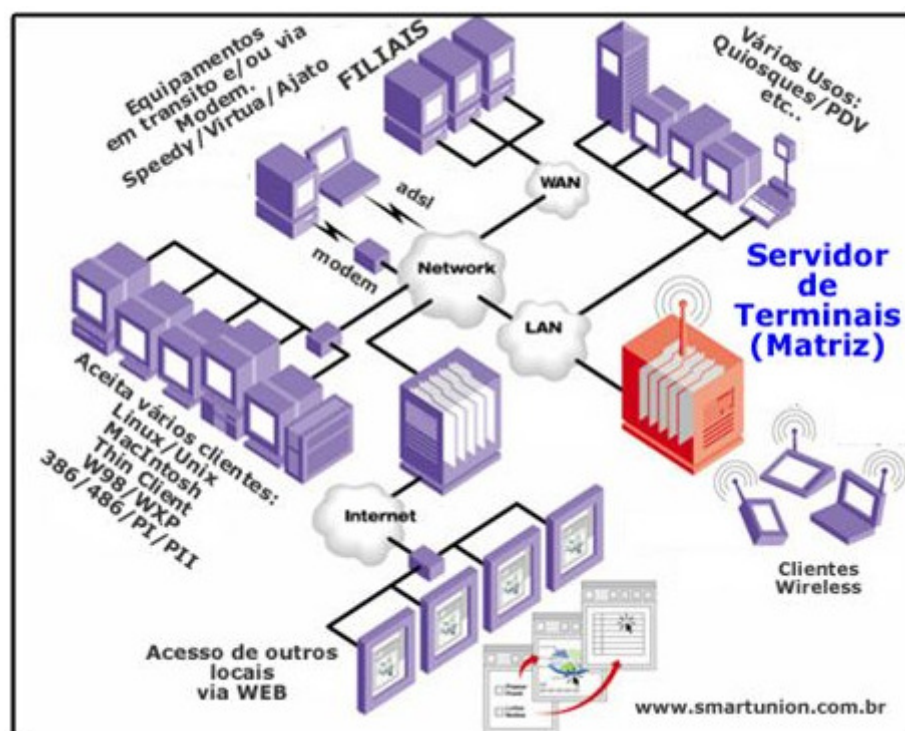 Equipamentos
em transito e/ou via
Modem.
Speedy/Virtua/Ajato
FILIAIS
Vários Usos:
Quiosques/PDV
etc..
WAN
adsl
modem
Network
LAN
Servidor
de
Terminais
(Matriz)
Aceita vários clientes:
Linux/Unix
MacIntosh
Thin Client
W98/WXP
386/486/PI/PII
Internet
Clientes
Wireless
Acesso de outros
locais
via WEB
www.smartunion.com.br